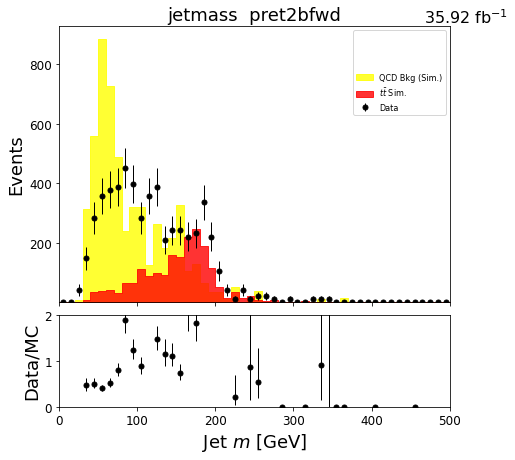 jetmass  pret2bfwd
35.92 fb⁻¹
QCD Bkg (Sim.)
tt̄ Sim.
Data
Events
800
600
400
200
Data/MC
2
1
0
0
100
200
300
400
500
Jet m [GeV]